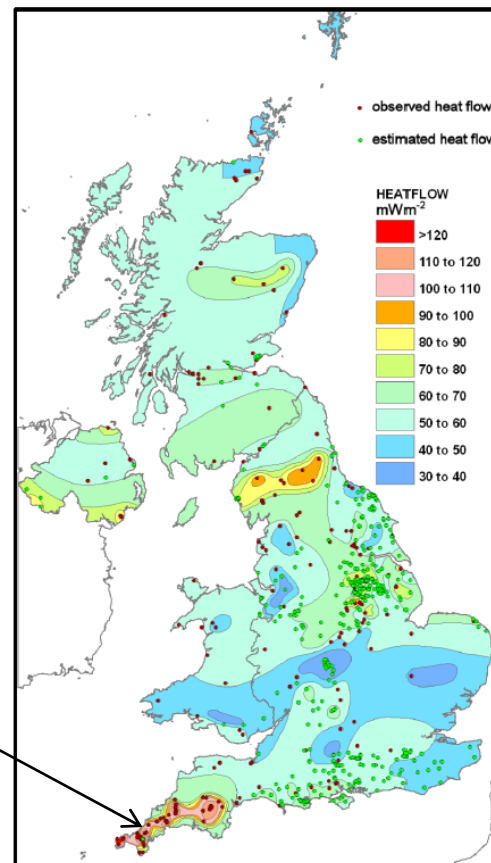 observed heat flow
estimated heat flow
HEATFLOW
mWm⁻²
>120
110 to 120
100 to 110
90 to 100
80 to 90
70 to 80
60 to 70
50 to 60
40 to 50
30 to 40